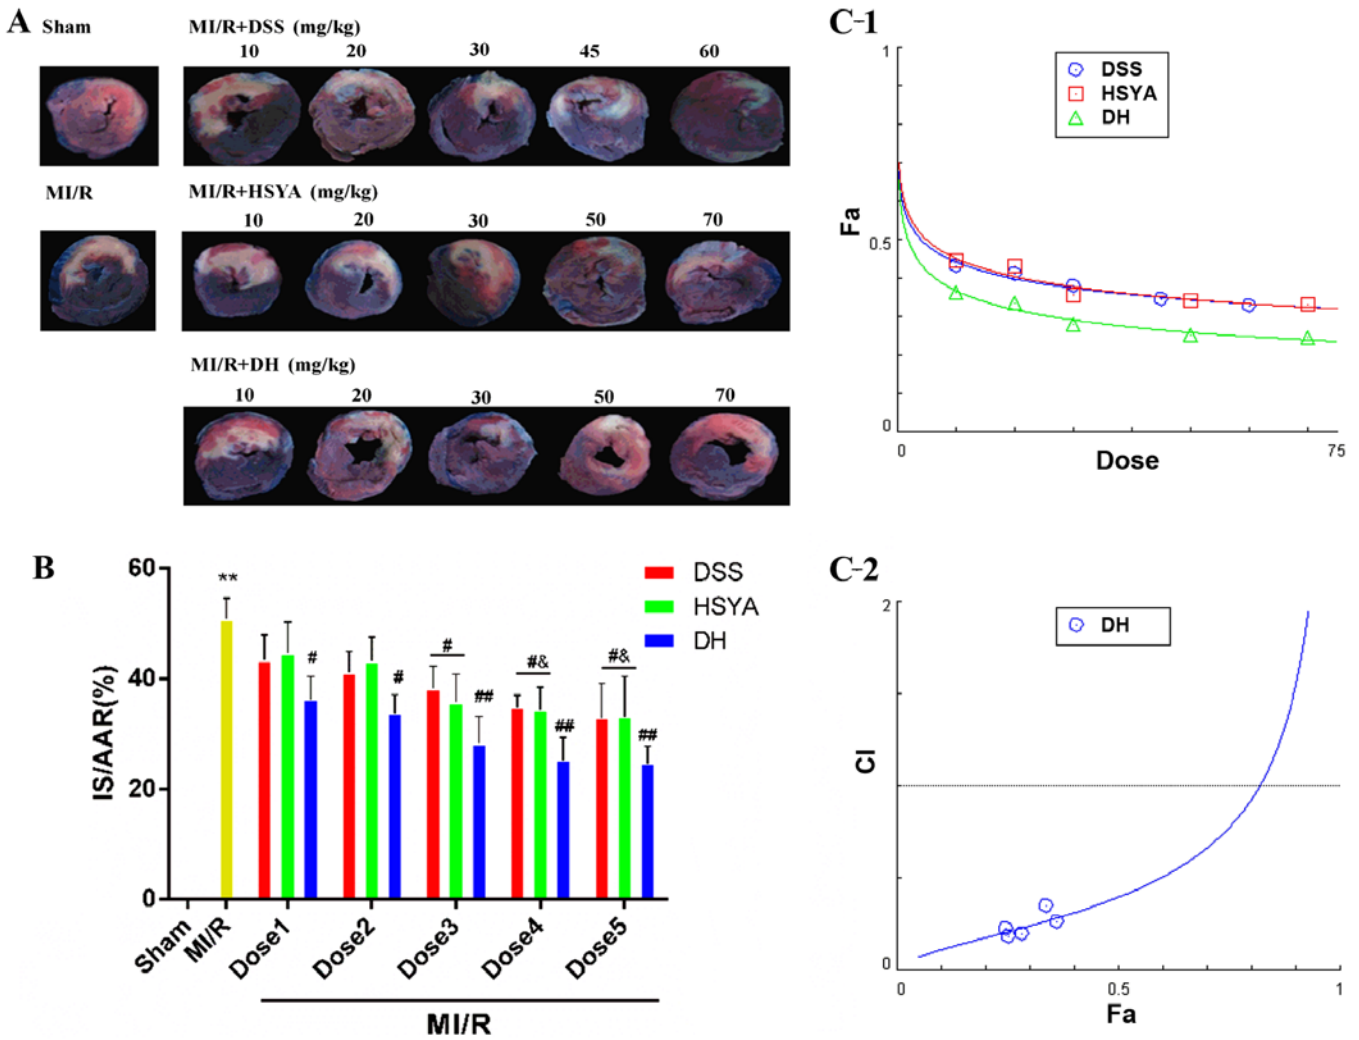 A
Sham
MI/R+DSS (mg/kg)
10 20 30 45 60
MI/R
MI/R+HSYA (mg/kg)
10 20 30 50 70
MI/R+DH (mg/kg)
10 20 30 50 70
B
60
40
20
0
IS/AAR(%)
**
#
#
#
##
#&
##
#&
##
DSS
HSYA
DH
Sham
MI/R
Dose1
Dose2
Dose3
Dose4
Dose5
MI/R
C-1
1
0.5
0
Fa
DSS
HSYA
DH
0 75
Dose
C-2
2
0
CI
DH
0 0.5 1
Fa